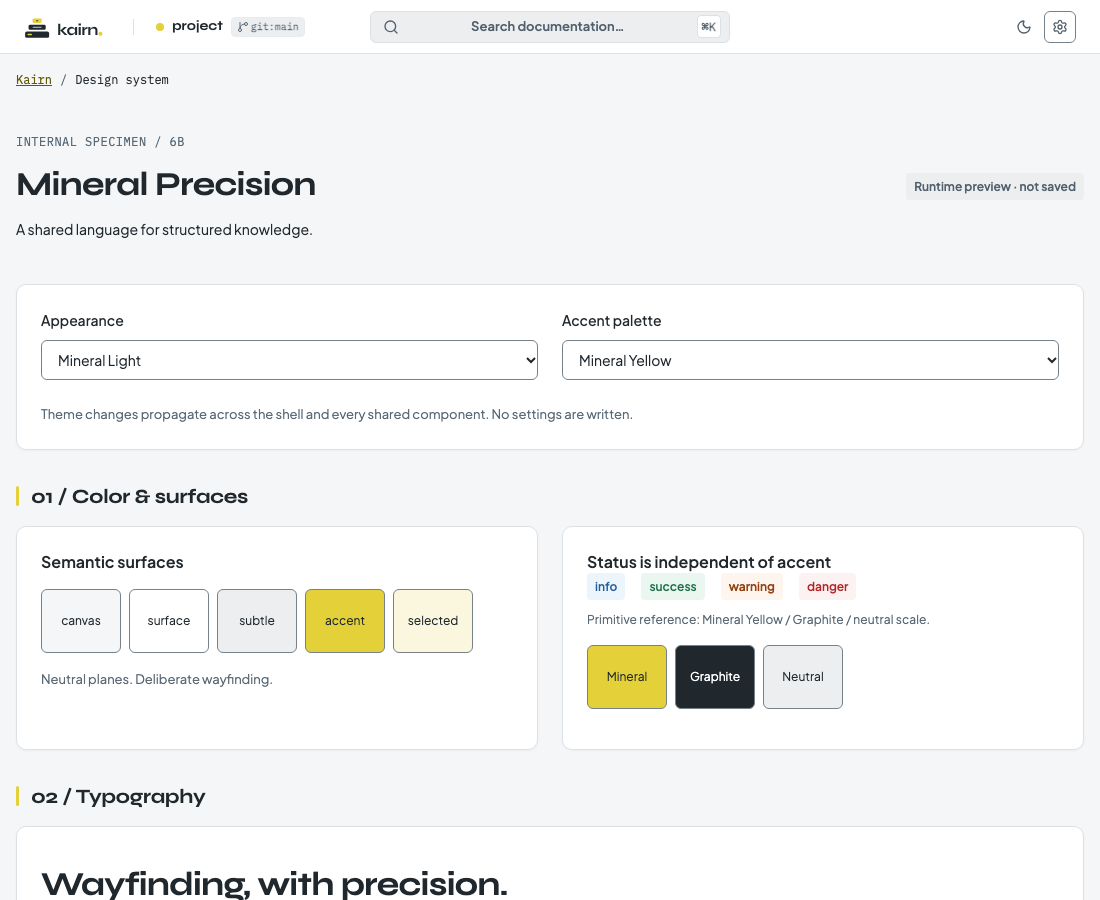 kairn.
project
git:main
Search documentation...
⌘K
Kairn / Design system
INTERNAL SPECIMEN / 6B
Mineral Precision
Runtime preview · not saved
A shared language for structured knowledge.
Appearance
Accent palette
Mineral Light
Mineral Yellow
Theme changes propagate across the shell and every shared component. No settings are written.
01 / Color & surfaces
Semantic surfaces
canvas
surface
subtle
accent
selected
Neutral planes. Deliberate wayfinding.
Status is independent of accent
info
success
warning
danger
Primitive reference: Mineral Yellow / Graphite / neutral scale.
Mineral
Graphite
Neutral
02 / Typography
Wayfinding, with precision.